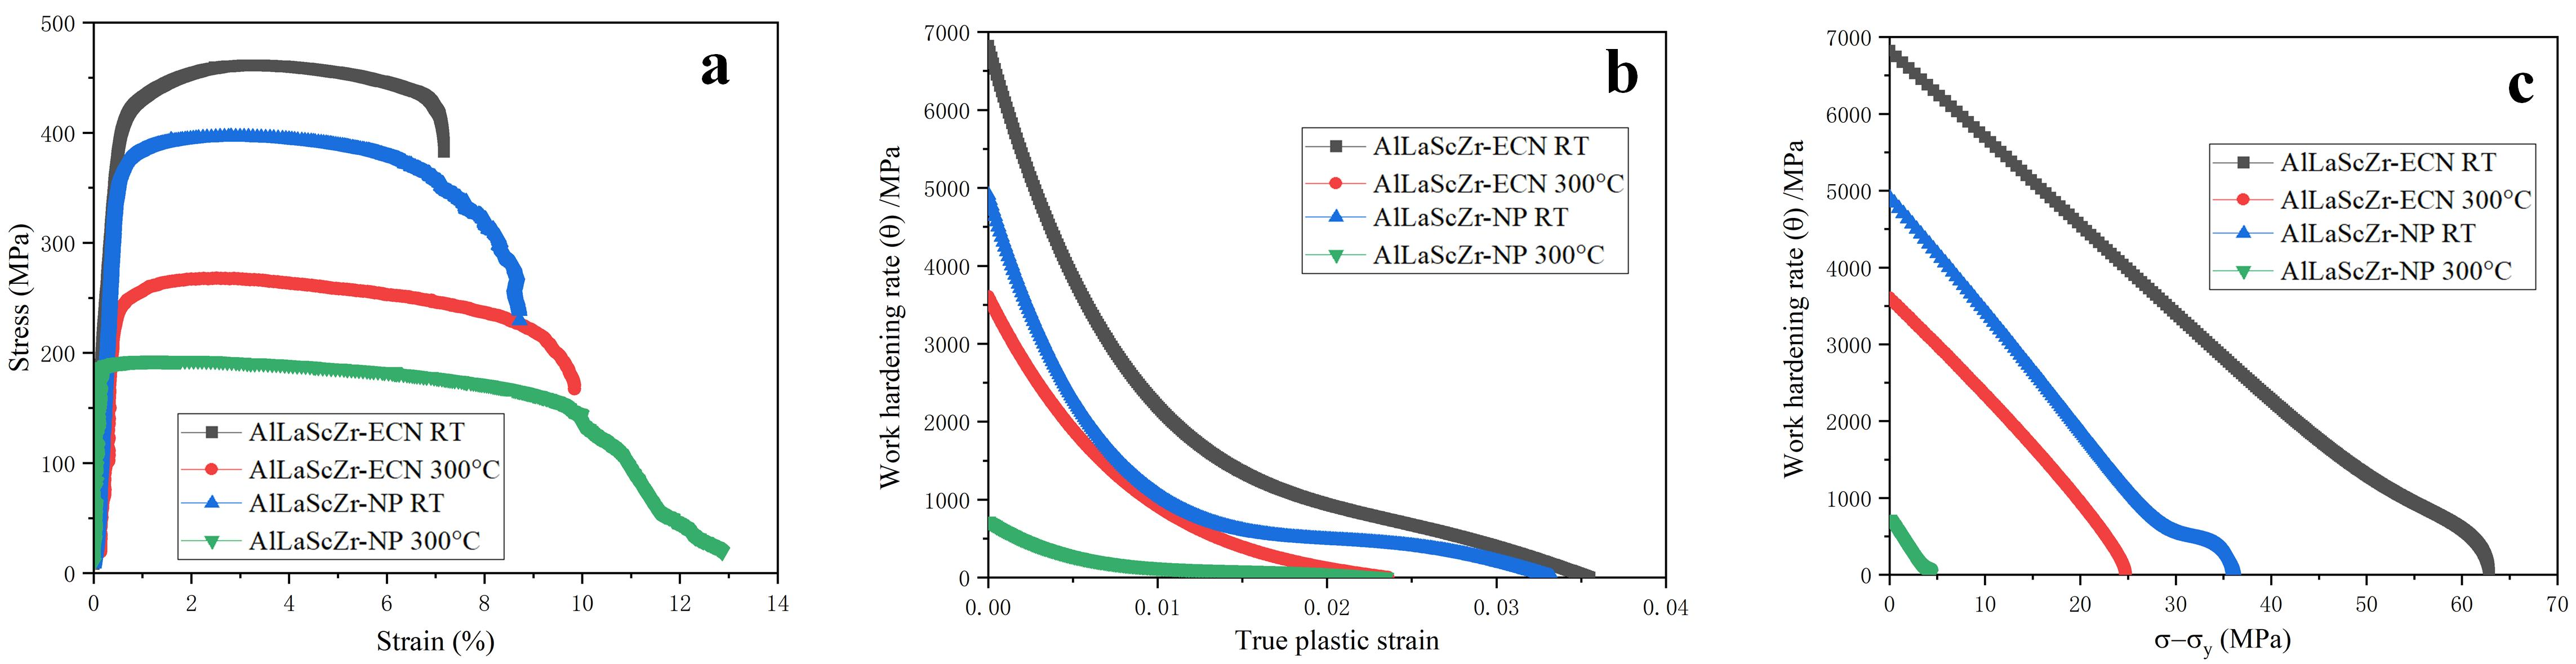 a
500
400
300
200
100
0
Stress (MPa)
AlLaScZr-ECN RT
AlLaScZr-ECN 300°C
AlLaScZr-NP RT
AlLaScZr-NP 300°C
0 2 4 6 8 10 12 14
Strain (%)
b
7000
6000
5000
4000
3000
2000
1000
0
Work hardening rate (θ) /MPa
AlLaScZr-ECN RT
AlLaScZr-ECN 300°C
AlLaScZr-NP RT
AlLaScZr-NP 300°C
0.00 0.01 0.02 0.03 0.04
True plastic strain
c
7000
6000
5000
4000
3000
2000
1000
0
Work hardening rate (θ) /MPa
AlLaScZr-ECN RT
AlLaScZr-ECN 300°C
AlLaScZr-NP RT
AlLaScZr-NP 300°C
0 10 20 30 40 50 60 70
σ−σy (MPa)